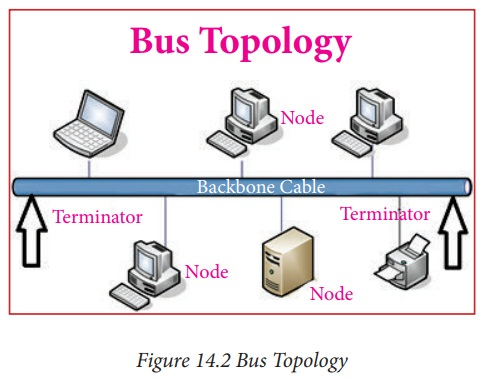 Bus Topology
Node
Backbone Cable
Terminator
Terminator
Node
Node
Figure 14.2 Bus Topology